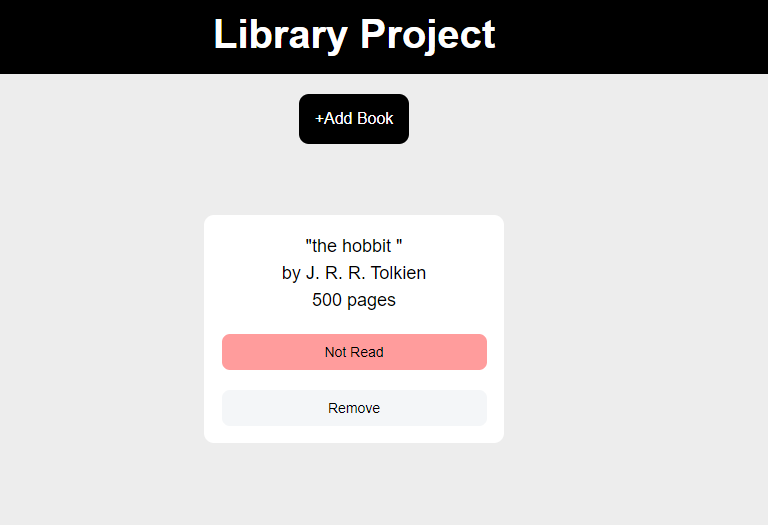 Library Project
+Add Book
"the hobbit "
by J. R. R. Tolkien
500 pages
Not Read
Remove